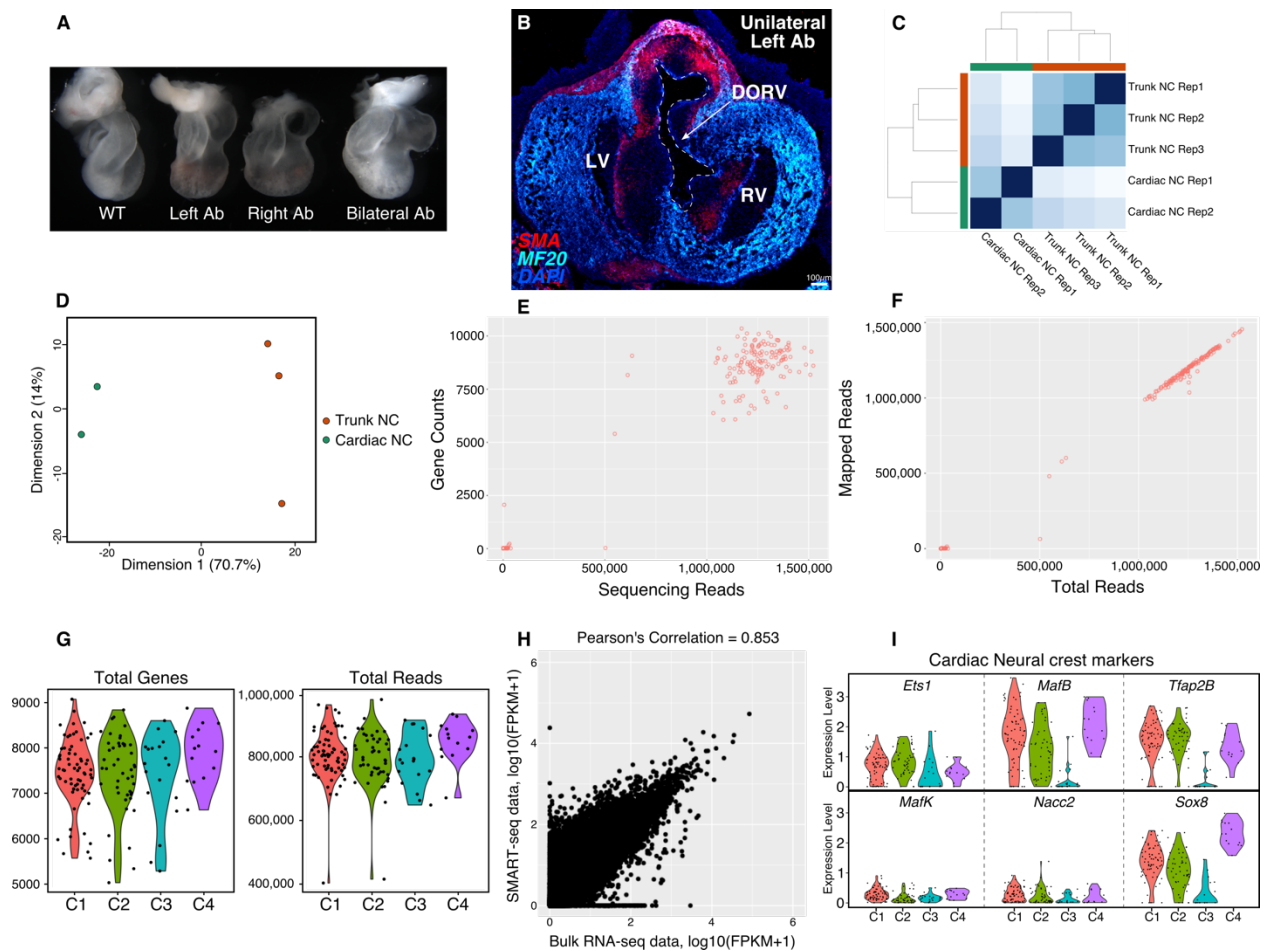 A
WT
Left Ab
Right Ab
Bilateral Ab
B
Unilateral
Left Ab
DORV
LV
RV
SMA
MF20
DAPI
100μm
C
Trunk NC Rep1
Trunk NC Rep2
Trunk NC Rep3
Cardiac NC Rep1
Cardiac NC Rep2
Cardiac NC Rep2
Cardiac NC Rep1
Trunk NC Rep3
Trunk NC Rep2
Trunk NC Rep1
D
Dimension 2 (14%)
10
0
-10
-20
-20
0
20
Dimension 1 (70.7%)
Trunk NC
Cardiac NC
E
Gene Counts
10000
7500
5000
2500
0
0
500,000
1,000,000
1,500,000
Sequencing Reads
F
Mapped Reads
1,500,000
1,000,000
500,000
0
0
500,000
1,000,000
1,500,000
Total Reads
G
Total Genes
9000
8000
7000
6000
5000
C1
C2
C3
C4
Total Reads
1,000,000
800,000
600,000
400,000
C1
C2
C3
C4
H
Pearson's Correlation = 0.853
SMART-seq data, log10(FPKM+1)
6
4
2
0
0
2
4
6
Bulk RNA-seq data, log10(FPKM+1)
I
Cardiac Neural crest markers
Expression Level
3
2
1
0
Ets1
MafB
Tfap2B
Expression Level
3
2
1
0
MafK
Nacc2
Sox8
C1
C2
C3
C4
C1
C2
C3
C4
C1
C2
C3
C4